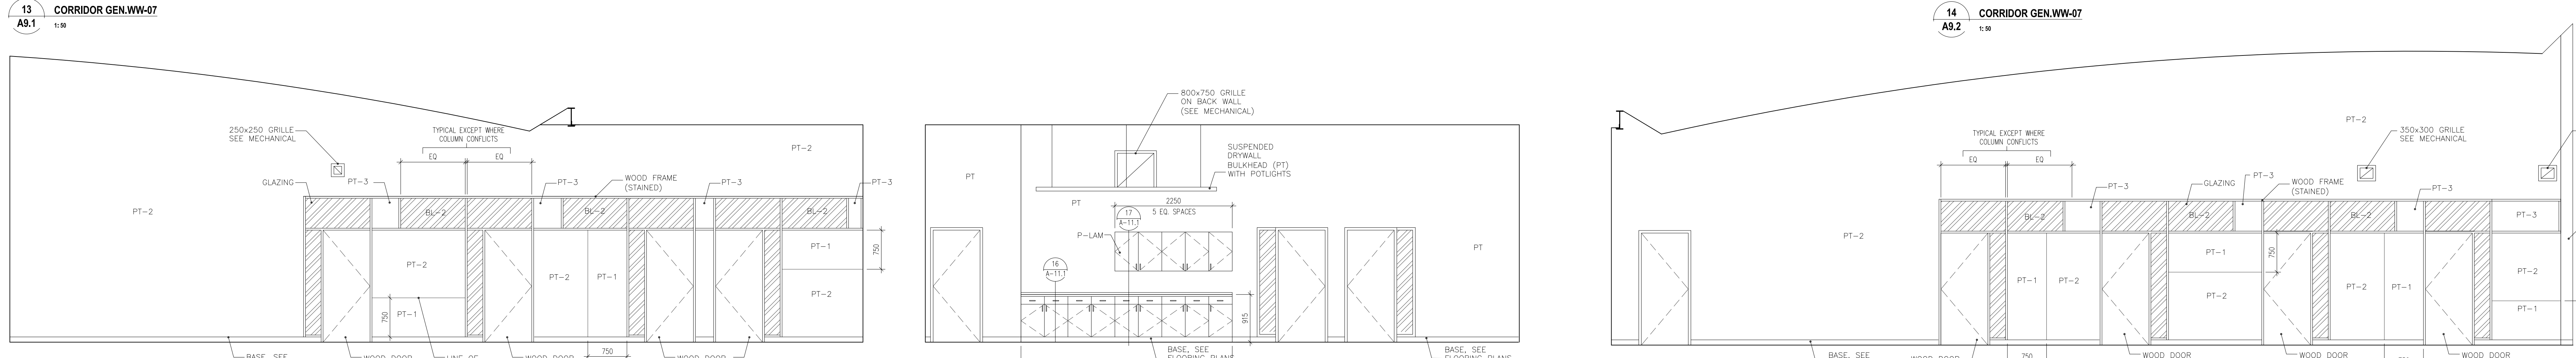 13
A9.1
CORRIDOR GEN.WW-07
1: 50
250x250 GRILLE
SEE MECHANICAL
TYPICAL EXCEPT WHERE
COLUMN CONFLICTS
EQ
EQ
PT-2
GLAZING
PT-3
PT-3
WOOD FRAME
(STAINED)
PT-3
PT-3
PT-2
BL-2
BL-2
BL-2
PT-1
750
PT-2
PT-2
PT-1
PT-2
PT-1
750
BASE, SEE
WOOD DOOR
LINE OF
WOOD DOOR
750
WOOD DOOR
800x750 GRILLE
ON BACK WALL
(SEE MECHANICAL)
SUSPENDED
DRYWALL
BULKHEAD (PT)
WITH POTLIGHTS
PT
PT
2250
5 EQ. SPACES
17
A-11.1
P-LAM
PT
16
A-11.1
915
BASE, SEE
FLOORING PLANS
BASE, SEE
FLOORING PLANS
14
A9.2
CORRIDOR GEN.WW-07
1: 50
PT-2
350x300 GRILLE
SEE MECHANICAL
TYPICAL EXCEPT WHERE
COLUMN CONFLICTS
EQ
EQ
PT-3
GLAZING
PT-3
WOOD FRAME
(STAINED)
PT-3
BL-2
BL-2
BL-2
PT-3
PT-2
PT-1
750
PT-1
PT-2
PT-2
PT-2
PT-1
PT-2
PT-1
BASE, SEE
WOOD DOOR
750
WOOD DOOR
WOOD DOOR
WOOD DOOR